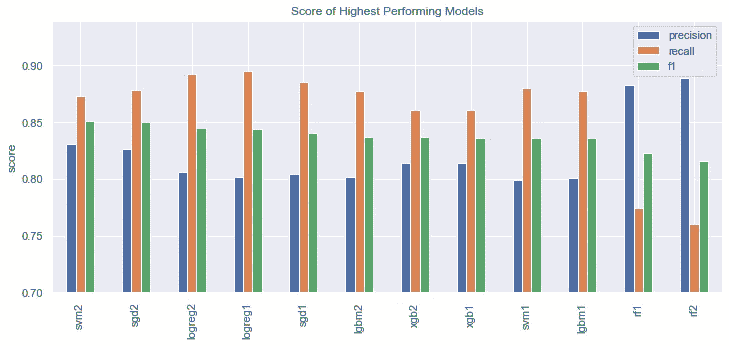 Score of Highest Performing Models
precision
recall
f1
score
0.90
0.85
0.80
0.75
0.70
svm2
sgd2
logreg2
logreg1
sgd1
lgbm2
xgb2
xgb1
svm1
lgbm1
rf1
rf2